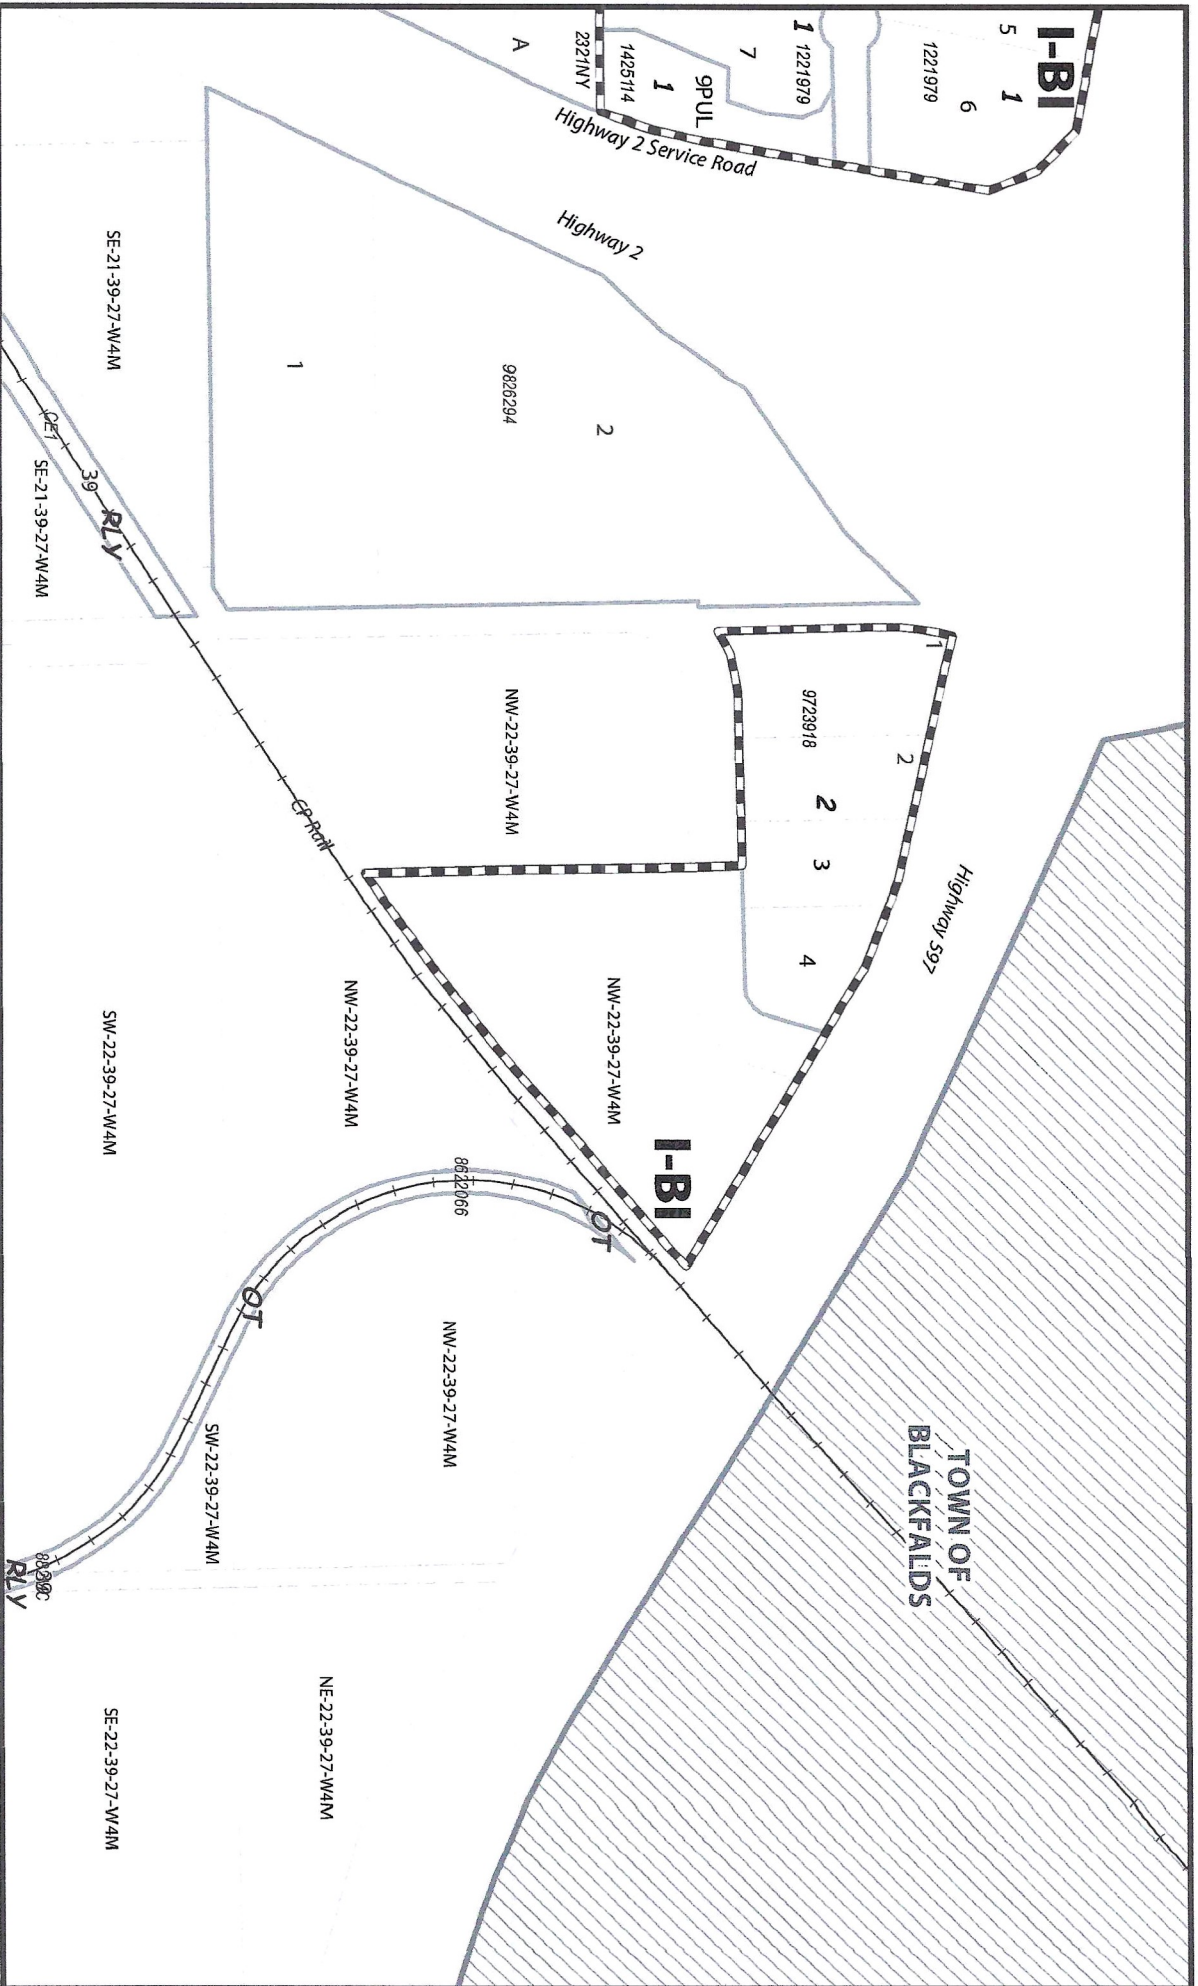 I-BI
5
1
6
1221979
1
1221979
7
9PUL
1
1425114
2321NY
A
Highway 2 Service Road
Highway 2
SE-21-39-27-W4M
1
9826294
2
CE1
39
RLY
SE-21-39-27-W4M
1
9723918
2
2
3
4
Highway 597
NW-22-39-27-W4M
CP Rail
NW-22-39-27-W4M
NW-22-39-27-W4M
SW-22-39-27-W4M
I-BI
8622066
OT
OT
NW-22-39-27-W4M
SW-22-39-27-W4M
TOWN OF
BLACKFALDS
RLY
NE-22-39-27-W4M
SE-22-39-27-W4M